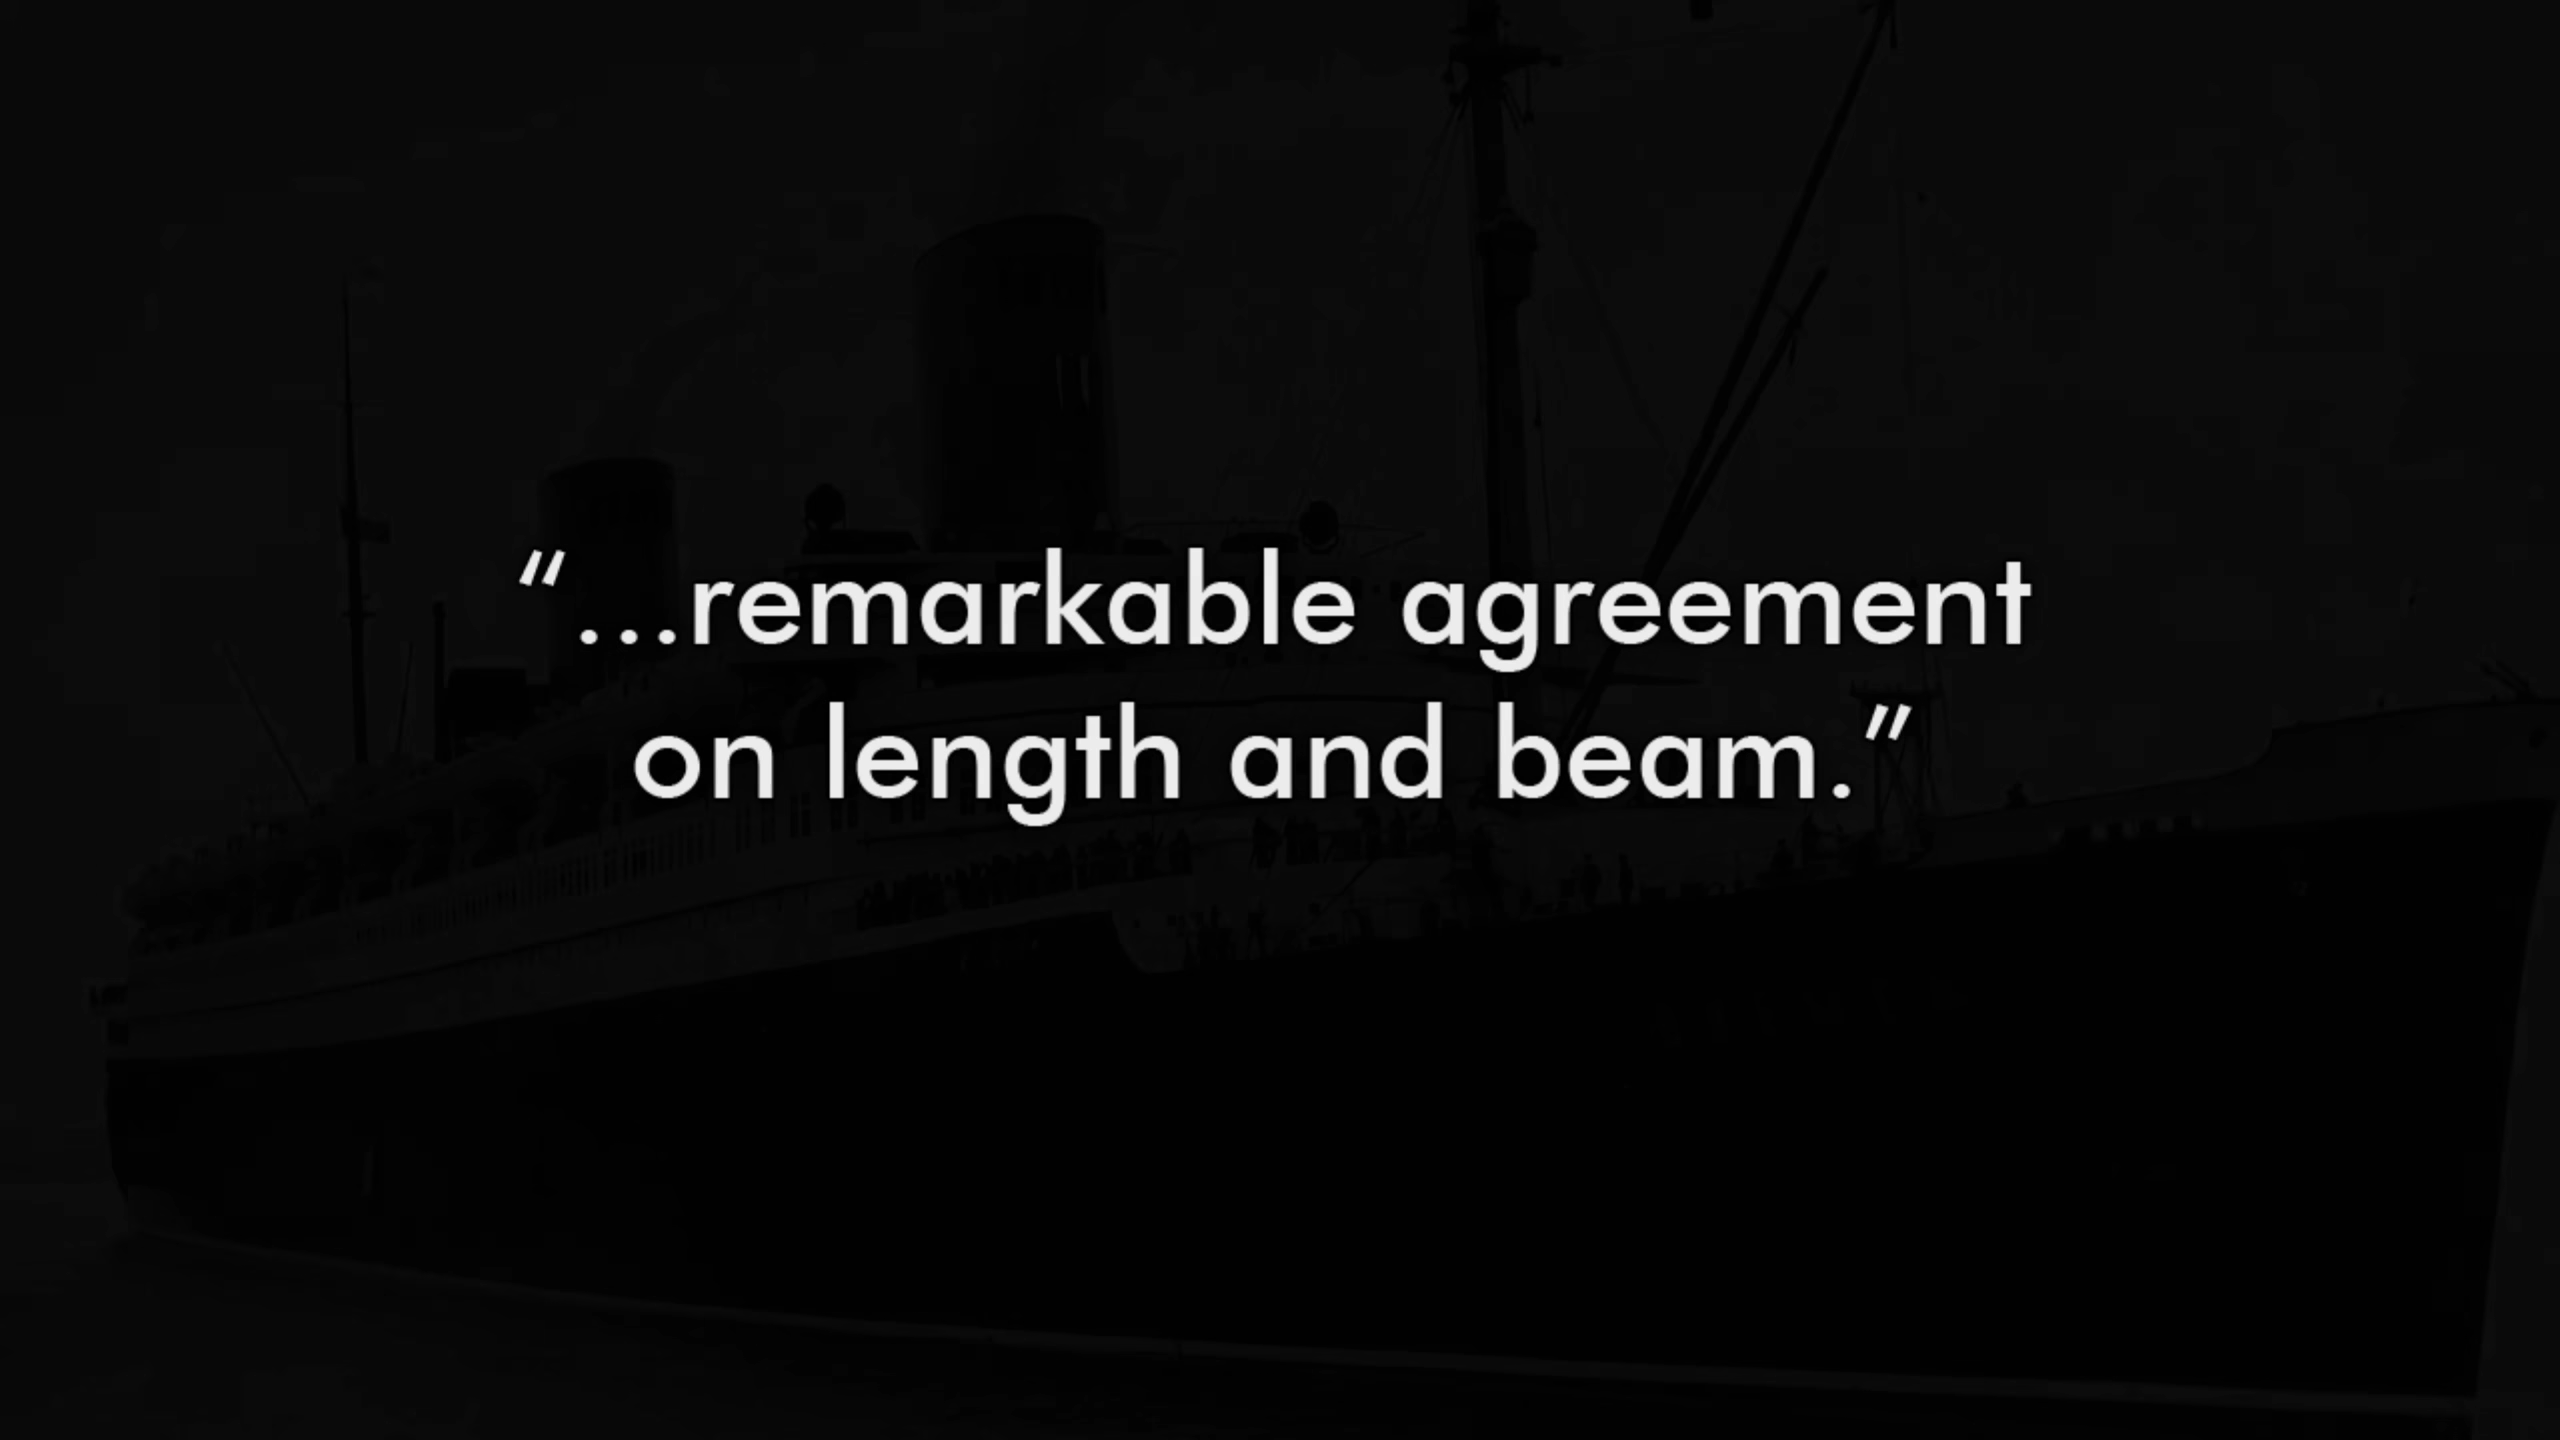 “...remarkable agreement
on length and beam.”